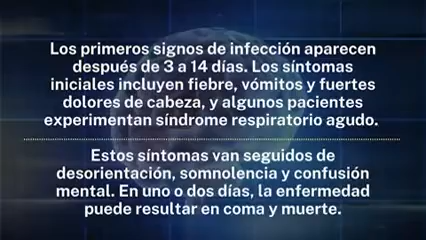 Los primeros signos de infección aparecen
después de 3 a 14 días. Los síntomas
iniciales incluyen fiebre, vómitos y fuertes
dolores de cabeza, y algunos pacientes
experimentan síndrome respiratorio agudo.
Estos síntomas van seguidos de
desorientación, somnolencia y confusión
mental. En uno o dos días, la enfermedad
puede resultar en coma y muerte.